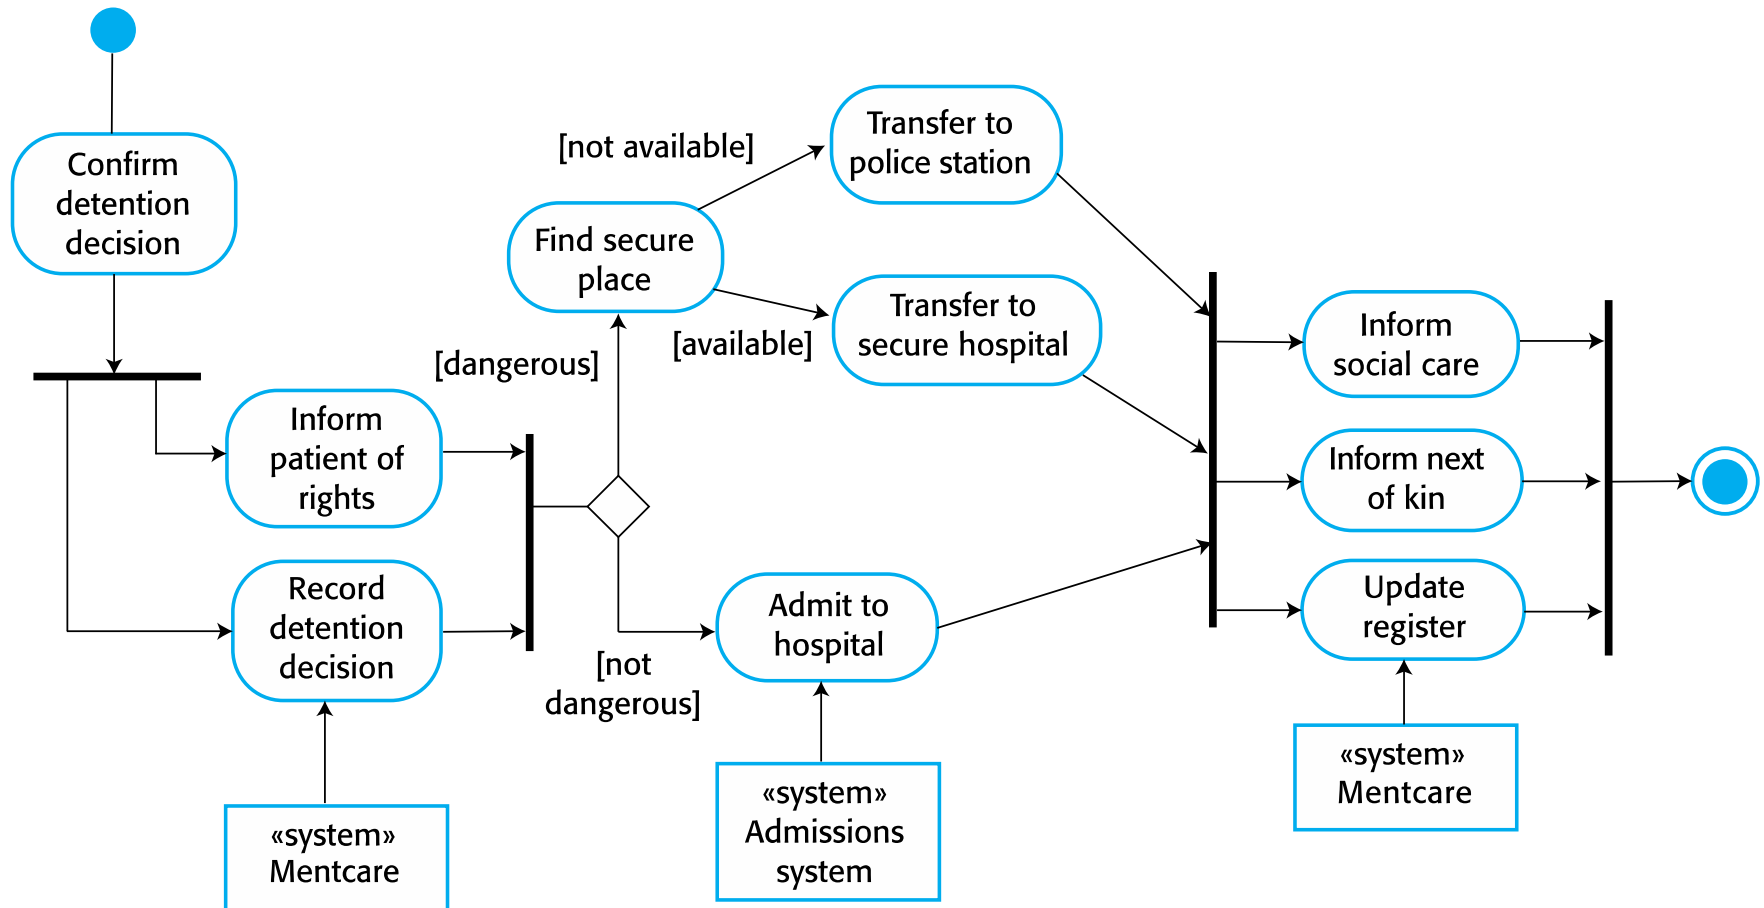 Confirm
detention
decision
Inform
patient of
rights
Record
detention
decision
«system»
Mentcare
[dangerous]
[not
dangerous]
Find secure
place
[not available]
[available]
Transfer to
police station
Transfer to
secure hospital
Admit to
hospital
«system»
Admissions
system
Inform
social care
Inform next
of kin
Update
register
«system»
Mentcare